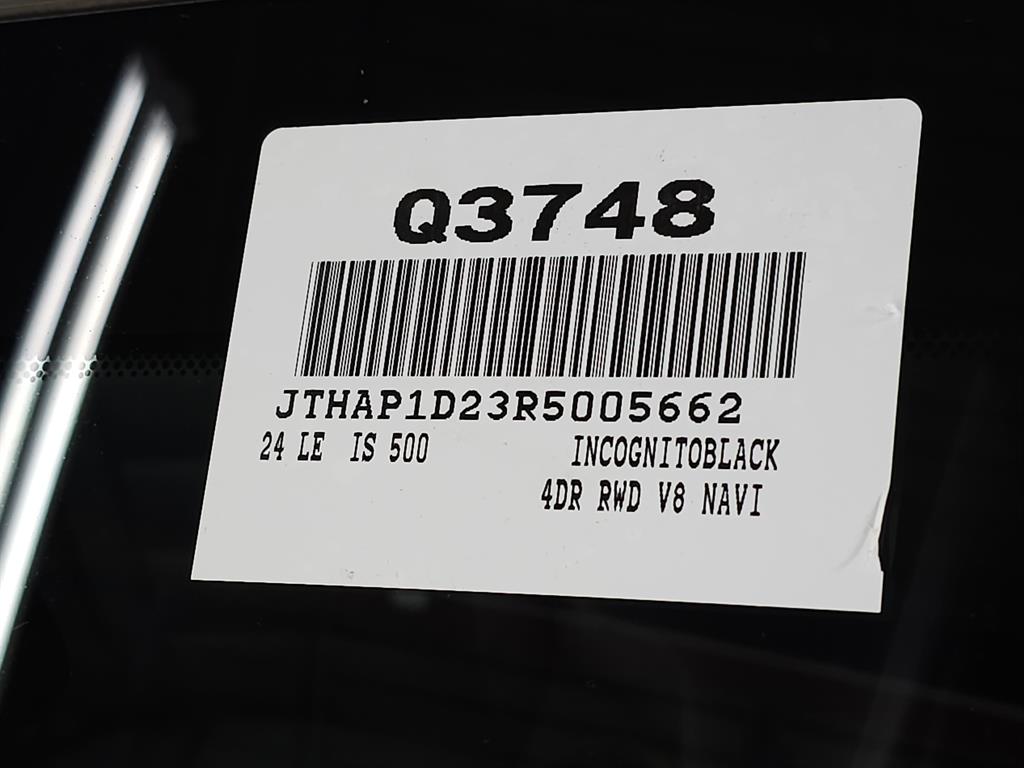 Q3748
JTHAP1D23R5005662
24 LE IS 500 INCOGNITOBLACK
4DR RWD V8 NAVI